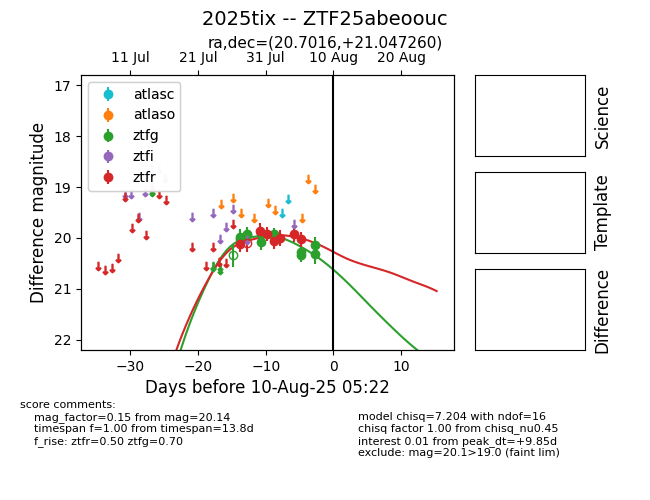 2025tix -- ZTF25abeoouc
ra,dec=(20.7016,+21.047260)
11 Jul 21 Jul 31 Jul 10 Aug 20 Aug
17
18
19
20
21
22
Difference magnitude
atlasc
atlaso
ztfg
ztfi
ztfr
−30 −20 −10 0 10
Days before 10-Aug-25 05:22
Science
Template
Difference
score comments:
mag_factor=0.15 from mag=20.14
timespan f=1.00 from timespan=13.8d
f_rise: ztfr=0.50 ztfg=0.70
model chisq=7.204 with ndof=16
chisq factor 1.00 from chisq_nu0.45
interest 0.01 from peak_dt=+9.85d
exclude: mag=20.1>19.0 (faint lim)